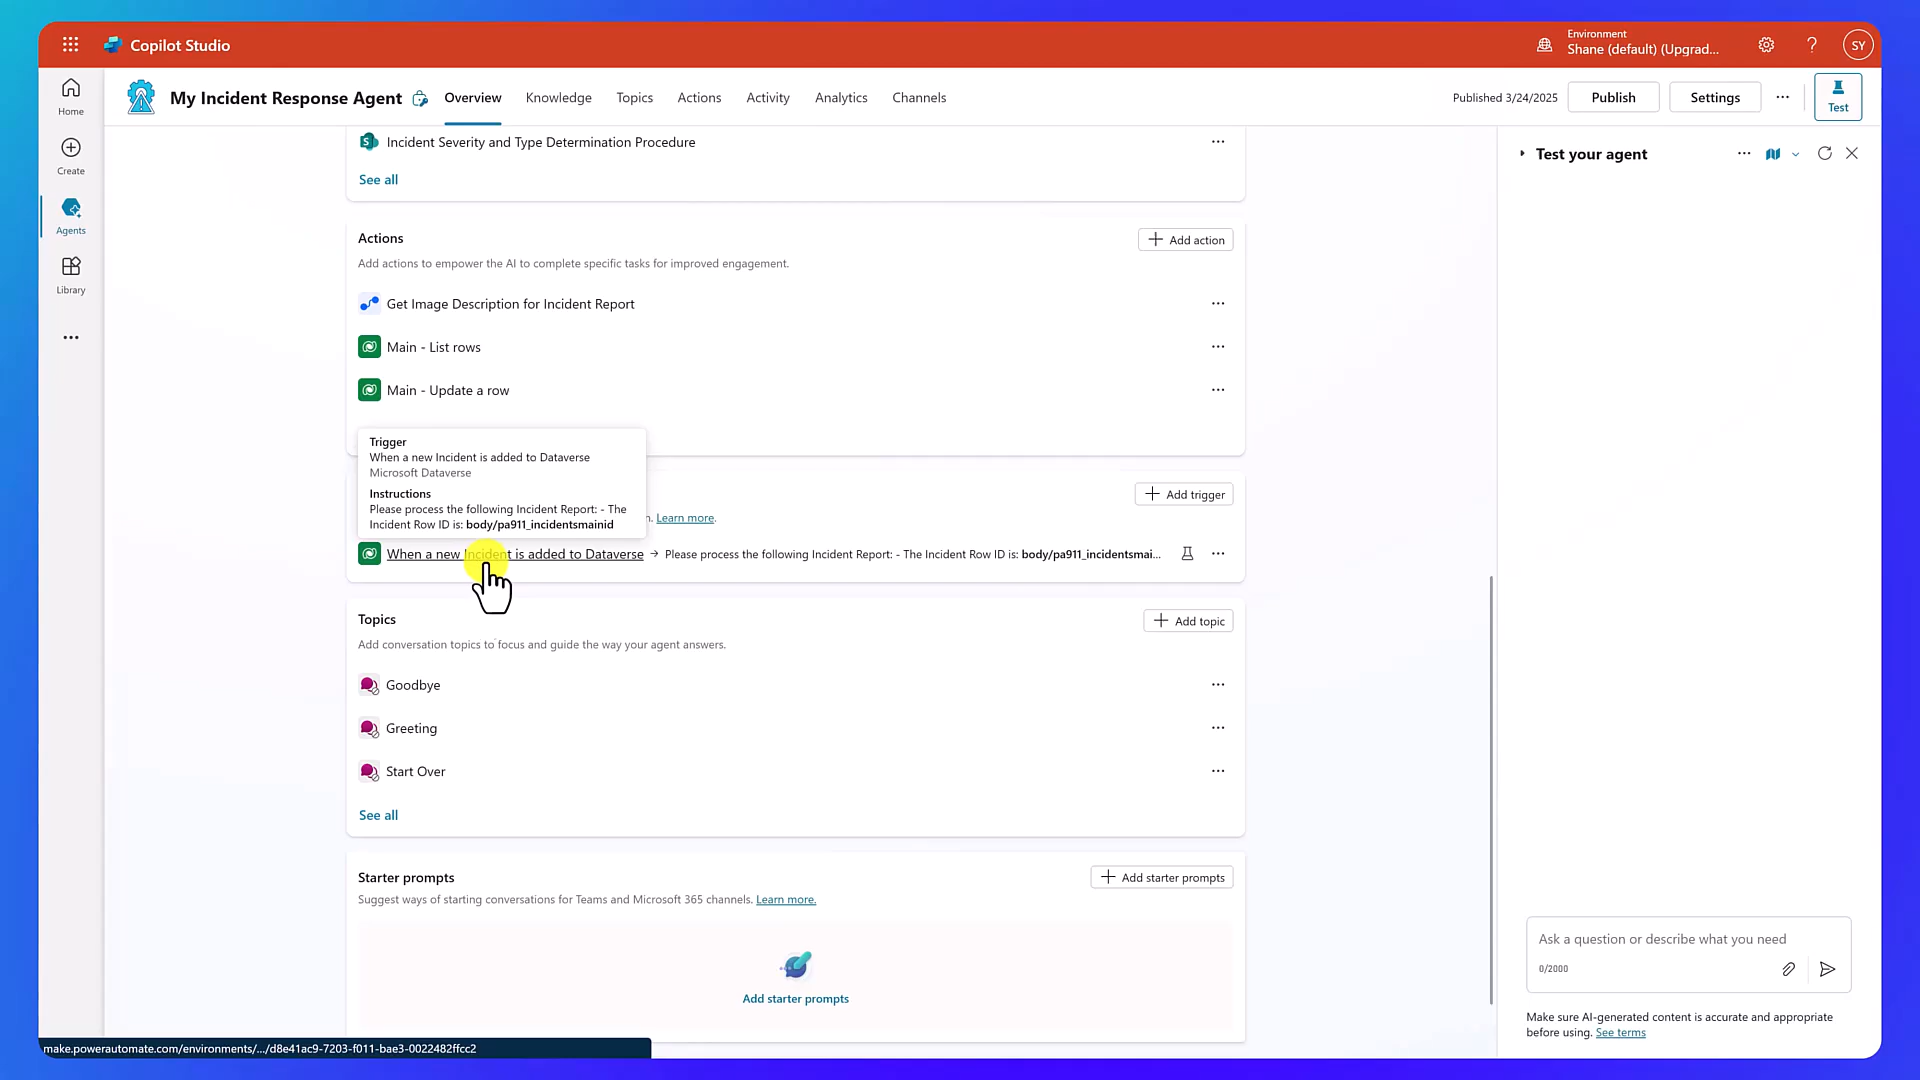 Copilot Studio
Environment
Shane (default) (Upgrad...
?
SY
Home
Create
Agents
Library
My Incident Response Agent
Overview
Knowledge
Topics
Actions
Activity
Analytics
Channels
Published 3/24/2025
Publish
Settings
Test
Incident Severity and Type Determination Procedure
See all
Actions
Add action
Add actions to empower the AI to complete specific tasks for improved engagement.
Get Image Description for Incident Report
Main - List rows
Main - Update a row
Trigger
When a new Incident is added to Dataverse
Microsoft Dataverse
Instructions
Please process the following Incident Report: - The
Incident Row ID is: body/pa911_incidentsmainid
Add trigger
n. Learn more.
When a new Incident is added to Dataverse → Please process the following Incident Report: - The Incident Row ID is: body/pa911_incidentsmai...
Topics
Add topic
Add conversation topics to focus and guide the way your agent answers.
Goodbye
Greeting
Start Over
See all
Starter prompts
Add starter prompts
Suggest ways of starting conversations for Teams and Microsoft 365 channels. Learn more.
Add starter prompts
Test your agent
Ask a question or describe what you need
0/2000
Make sure AI-generated content is accurate and appropriate
before using. See terms
make.powerautomate.com/environments/.../d8e41ac9-7203-f011-bae3-0022482ffcc2